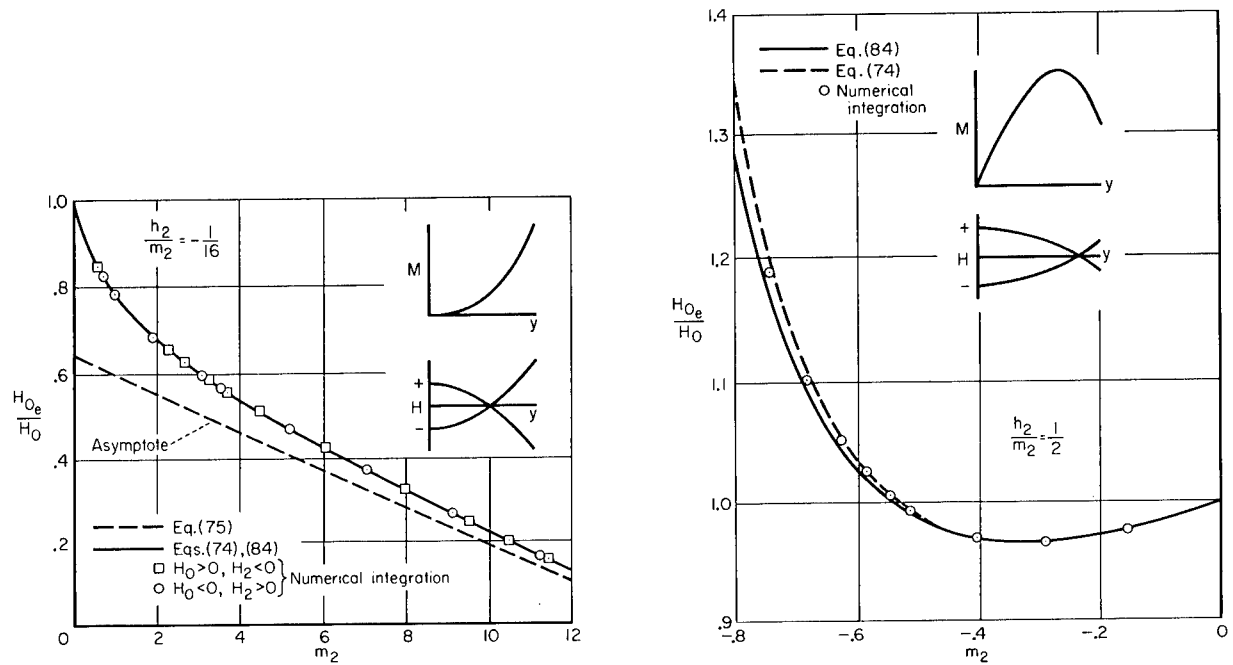 1.0
.8
.6
.4
.2
0
H0e
H0
h2
m2
= -
1
16
M
y
+
H
−
y
Asymptote
Eq.(75)
Eqs.(74),(84)
H0>0, H2<0
H0<0, H2>0
Numerical integration
0 2 4 6 8 10 12
m2
1.4
1.3
1.2
1.1
1.0
.9
H0e
H0
Eq.(84)
Eq.(74)
Numerical
integration
M
y
+
H
−
y
h2
m2
=
1
2
-.8 -.6 -.4 -.2 0
m2